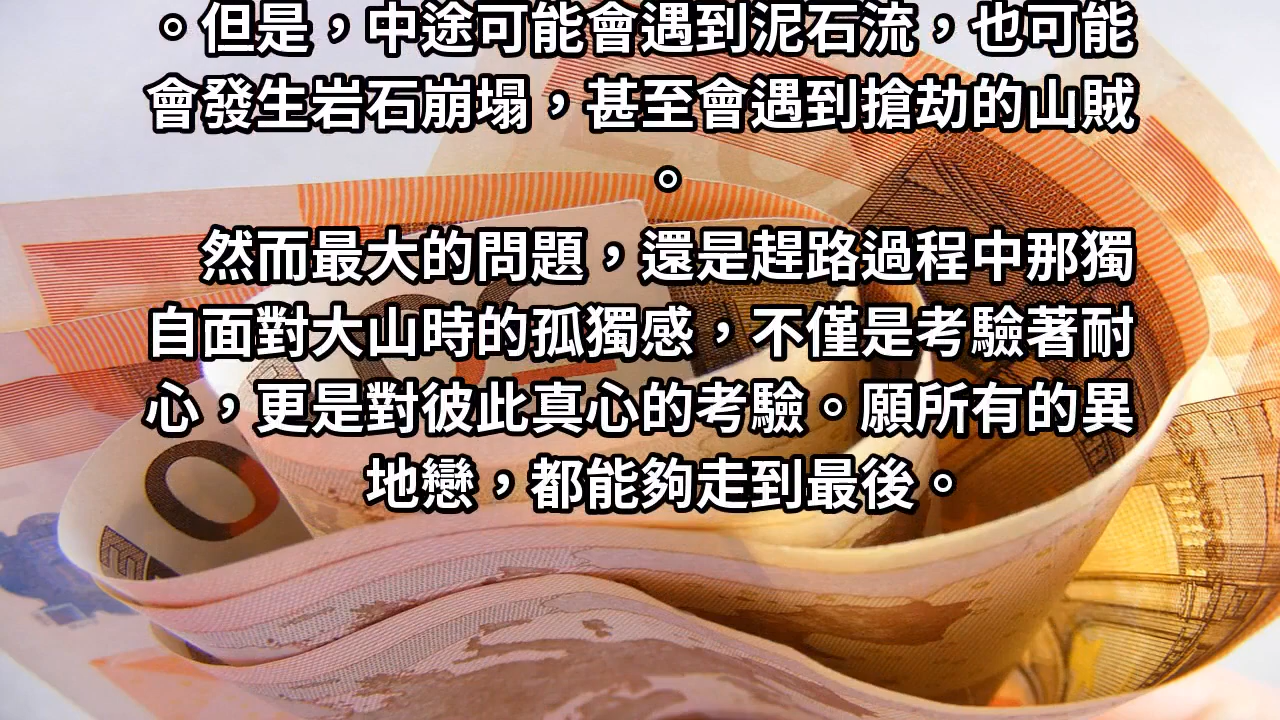 。但是，中途可能會遇到泥石流，也可能
會發生岩石崩塌，甚至會遇到搶劫的山賊
。
然而最大的問題，還是趕路過程中那獨
自面對大山時的孤獨感，不僅是考驗著耐
心，更是對彼此真心的考驗。願所有的異
地戀，都能夠走到最後。